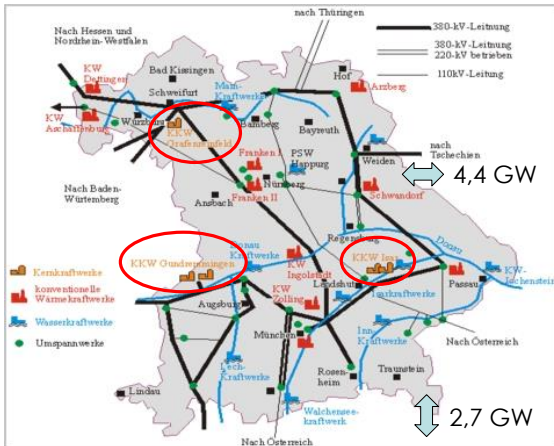 nach Thüringen
380-kV-Leitnung
380-kV-Leitung
220-kV betrieben
110kV-Leitung
Nach Hessen und
Nordrhein-Westfalen
KW
Dettingen
Bad Kissingen
Schweifurt
Main-
Kraftwerke
Hof
KW
Arzberg
KW
Aschaffenburg
Würzburg
KKW
Grafenrheinfeld
Bamberg
Bayreuth
PSW
Happurg
Weiden
nach
Tschechien
Franken I
Nürnberg
Franken II
4,4 GW
Schwandorf
Nach Baden-
Würtemberg
Ansbach
Regensburg
Donau
KKW Gundremmingen
Donau
Kraftwerke
KW
Ingolstadt
KKW Isar
KW-
Jochenstein
Kernkraftwerke
konventionelle
Wärmekraftwerke
Wasserkraftwerke
Umspannwerke
Augsburg
KW
Zolling
Landshut
Isarkraftwerke
Passau
München
Inn-
Kraftwerke
Nach Österreich
Lech-
Kraftwerke
Rosen-
heim
Traunstein
Lindau
Walchensee-
kraftwerk
Nach Österreich
2,7 GW